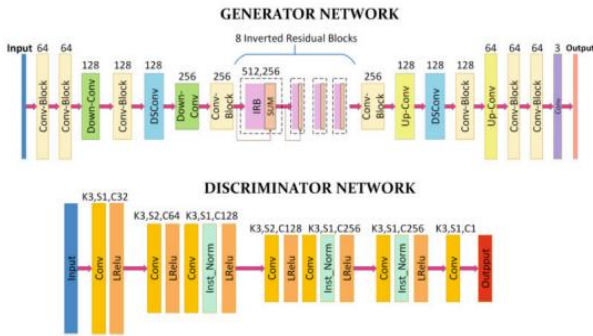 GENERATOR NETWORK
8 Inverted Residual Blocks
Input
64
64
128
128
128
256
256
512,256
256
128
128
128
64
64
64
3
Output
Conv-Block
Conv-Block
Down-Conv
Conv-Block
DSConv
Down-Conv
Conv-Block
IRB
SUM
Conv-Block
Up-Conv
DSConv
Conv-Block
Up-Conv
Conv-Block
Conv-Block
Conv
DISCRIMINATOR NETWORK
K3,S1,C32
K3,S2,C64
K3,S1,C128
K3,S2,C128
K3,S1,C256
K3,S1,C256
K3,S1,C1
Input
Conv
LRelu
Conv
LRelu
Conv
Inst_Norm
LRelu
Conv
LRelu
Conv
Inst_Norm
LRelu
Conv
Inst_Norm
LRelu
Conv
Outpput